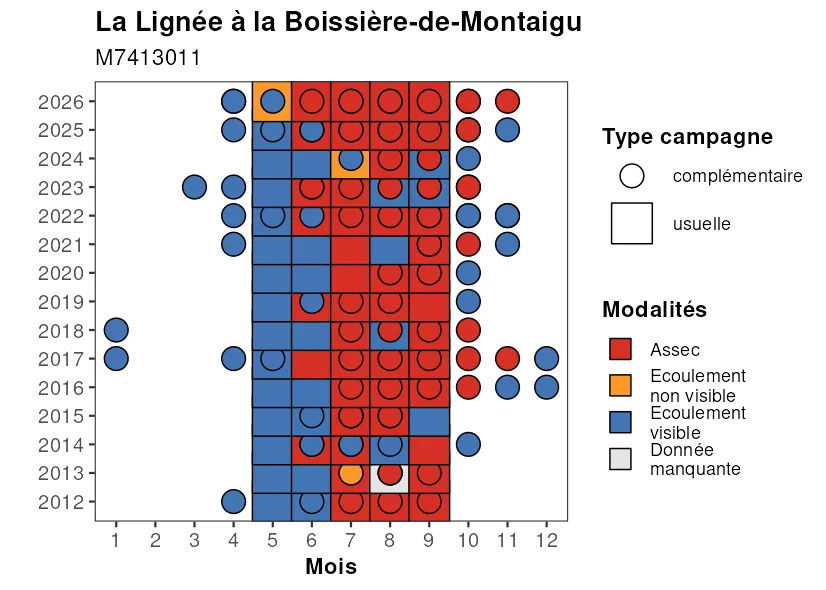 La Lignée à la Boissière-de-Montaigu
M7413011
2026
2025
2024
2023
2022
2021
2020
2019
2018
2017
2016
2015
2014
2013
2012
1 2 3 4 5 6 7 8 9 10 11 12
Mois
Type campagne
complémentaire
usuelle
Modalités
Assec
Ecoulement
non visible
Ecoulement
visible
Donnée
manquante